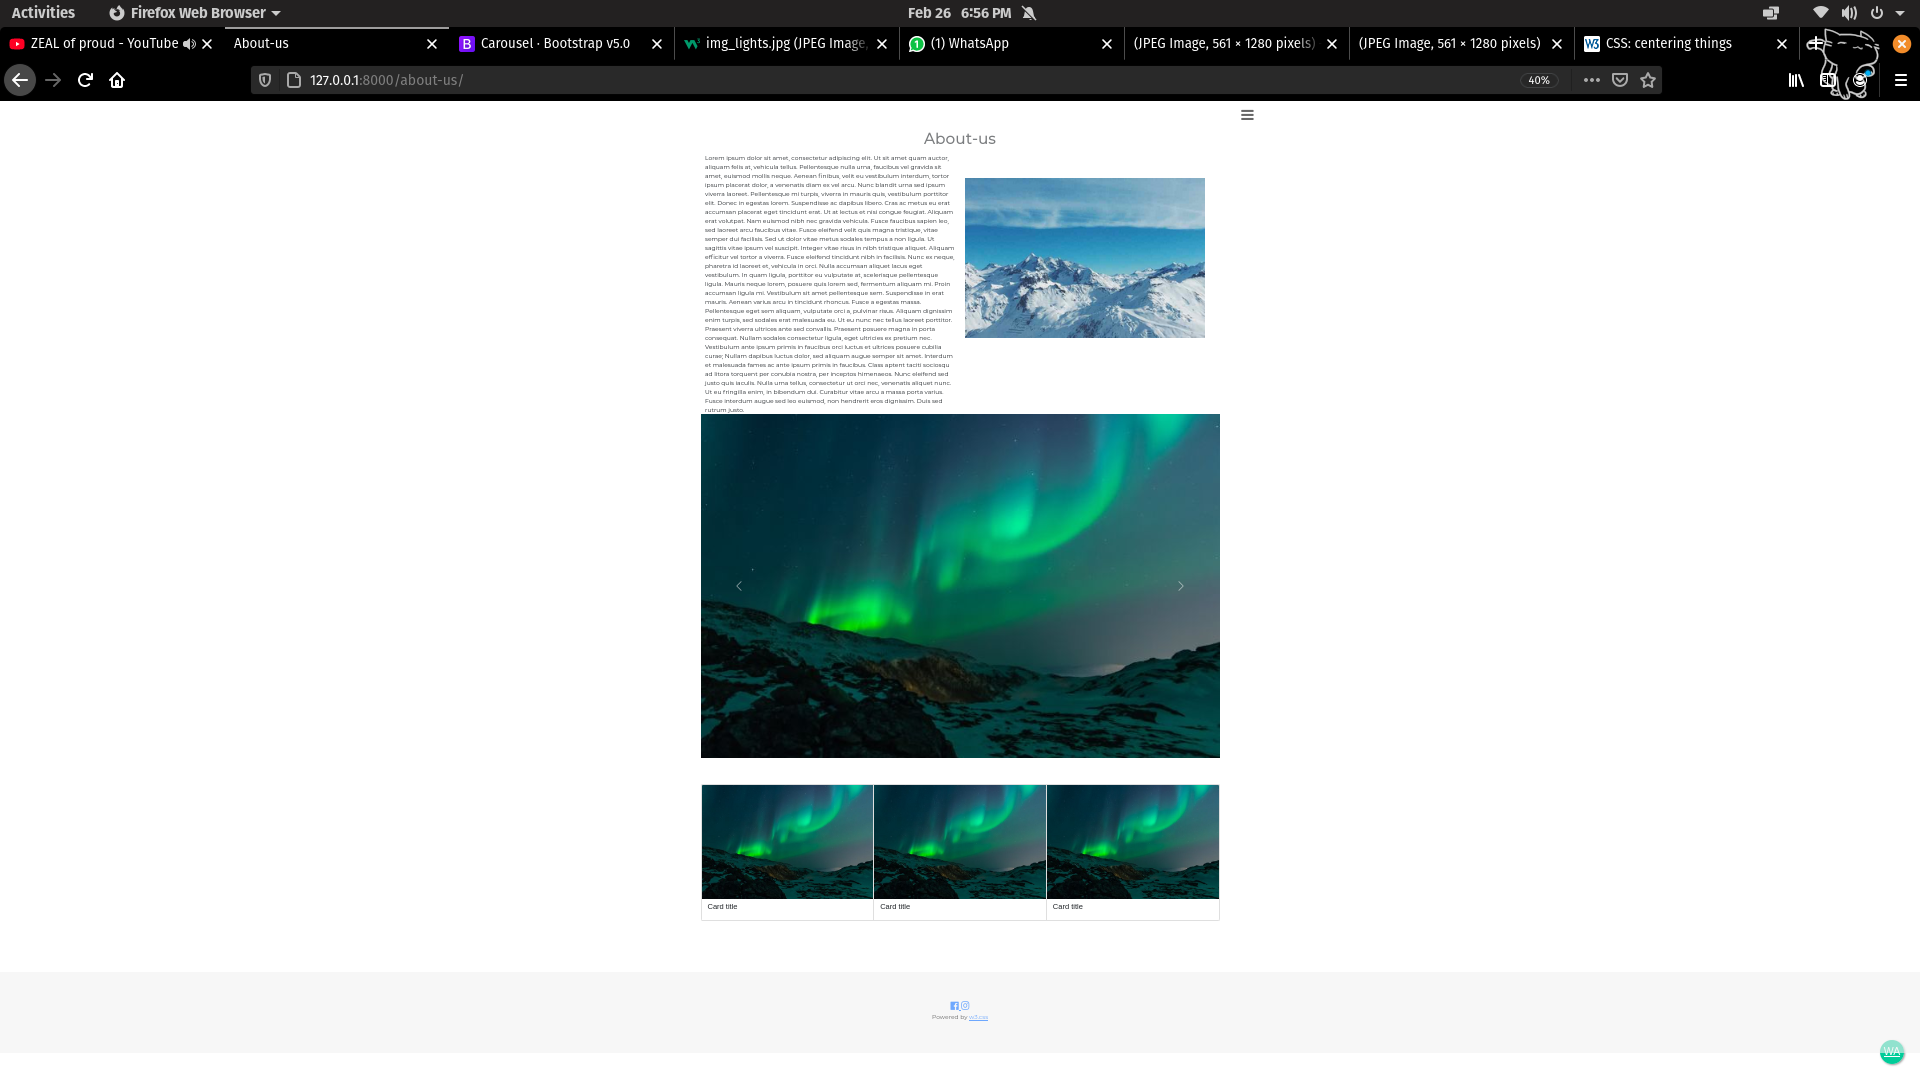 Activities
Firefox Web Browser
Feb 26 6:56 PM
ZEAL of proud - YouTube
About-us
Carousel · Bootstrap v5.0
img_lights.jpg (JPEG Image,
(1) WhatsApp
(JPEG Image, 561 × 1280 pixels)
(JPEG Image, 561 × 1280 pixels)
CSS: centering things
127.0.0.1:8000/about-us/
40%
About-us
Lorem ipsum dolor sit amet, consectetur adipiscing elit. Ut sit amet quam auctor,
aliquam felis at, vehicula tellus. Pellentesque nulla urna, faucibus vel gravida sit
amet, euismod mollis neque. Aenean finibus, velit eu vestibulum interdum, tortor
ipsum placerat dolor, a venenatis diam ex vel arcu. Nunc blandit urna sed ipsum
viverra laoreet. Pellentesque mi turpis, viverra in mauris quis, vestibulum porttitor
elit. Donec in egestas lorem. Suspendisse ac dapibus libero. Cras ac metus eu erat
accumsan placerat eget tincidunt erat. Ut at lectus et nisi congue feugiat. Aliquam
erat volutpat. Nam euismod nibh nec gravida vehicula. Fusce faucibus sapien leo,
sed laoreet arcu faucibus vitae. Fusce eleifend velit quis magna tristique, vitae
semper dui facilisis. Sed ut dolor vitae metus sodales tempus a non ligula. Ut
sagittis vitae ipsum vel suscipit. Integer vitae risus in nibh tristique aliquet. Aliquam
efficitur vel tortor a viverra. Fusce eleifend tincidunt nibh in facilisis. Nunc ex neque,
pharetra id laoreet et, vehicula in orci. Nulla accumsan aliquet lacus eget
vestibulum. In quam ligula, porttitor eu vulputate at, scelerisque pellentesque
ligula. Mauris neque lorem, posuere quis lorem sed, fermentum aliquam mi. Proin
accumsan ligula mi. Vestibulum sit amet pellentesque sem. Suspendisse in erat
mauris. Aenean varius arcu in tincidunt rhoncus. Fusce a egestas massa.
Pellentesque eget sem aliquam, vulputate orci a, pulvinar risus. Aliquam dignissim
enim turpis, sed sodales erat malesuada eu. Ut eu nunc nec tellus laoreet porttitor.
Praesent viverra ultrices ante sed convallis. Praesent posuere magna in porta
consequat. Nullam sodales consectetur ligula, eget ultricies ex pretium nec.
Vestibulum ante ipsum primis in faucibus orci luctus et ultrices posuere cubilia
curae; Nullam dapibus luctus dolor, sed aliquam augue semper sit amet. Interdum
et malesuada fames ac ante ipsum primis in faucibus. Class aptent taciti sociosqu
ad litora torquent per conubia nostra, per inceptos himenaeos. Nunc eleifend sed
justo quis iaculis. Nulla urna tellus, consectetur ut orci nec, venenatis aliquet nunc.
Ut eu fringilla enim, in bibendum dui. Curabitur vitae arcu a massa porta varius.
Fusce interdum augue sed leo euismod, non hendrerit eros dignissim. Duis sed
rutrum justo.
Card title
Card title
Card title
Powered by w3.css
WA